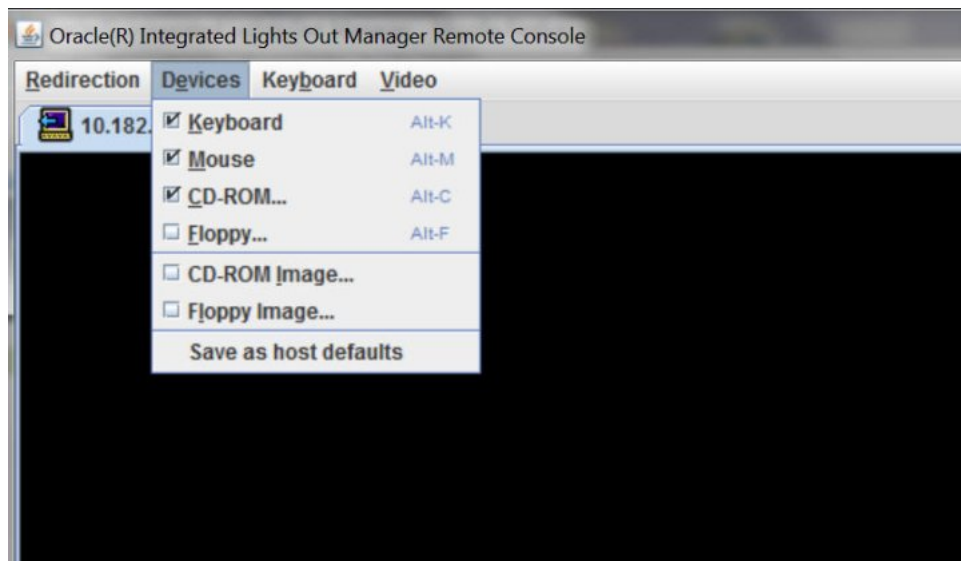 Oracle(R) Integrated Lights Out Manager Remote Console
Redirection Devices Keyboard Video
10.182.
Keyboard Alt-K
Mouse Alt-M
CD-ROM... Alt-C
Floppy... Alt-F
CD-ROM Image...
Floppy Image...
Save as host defaults